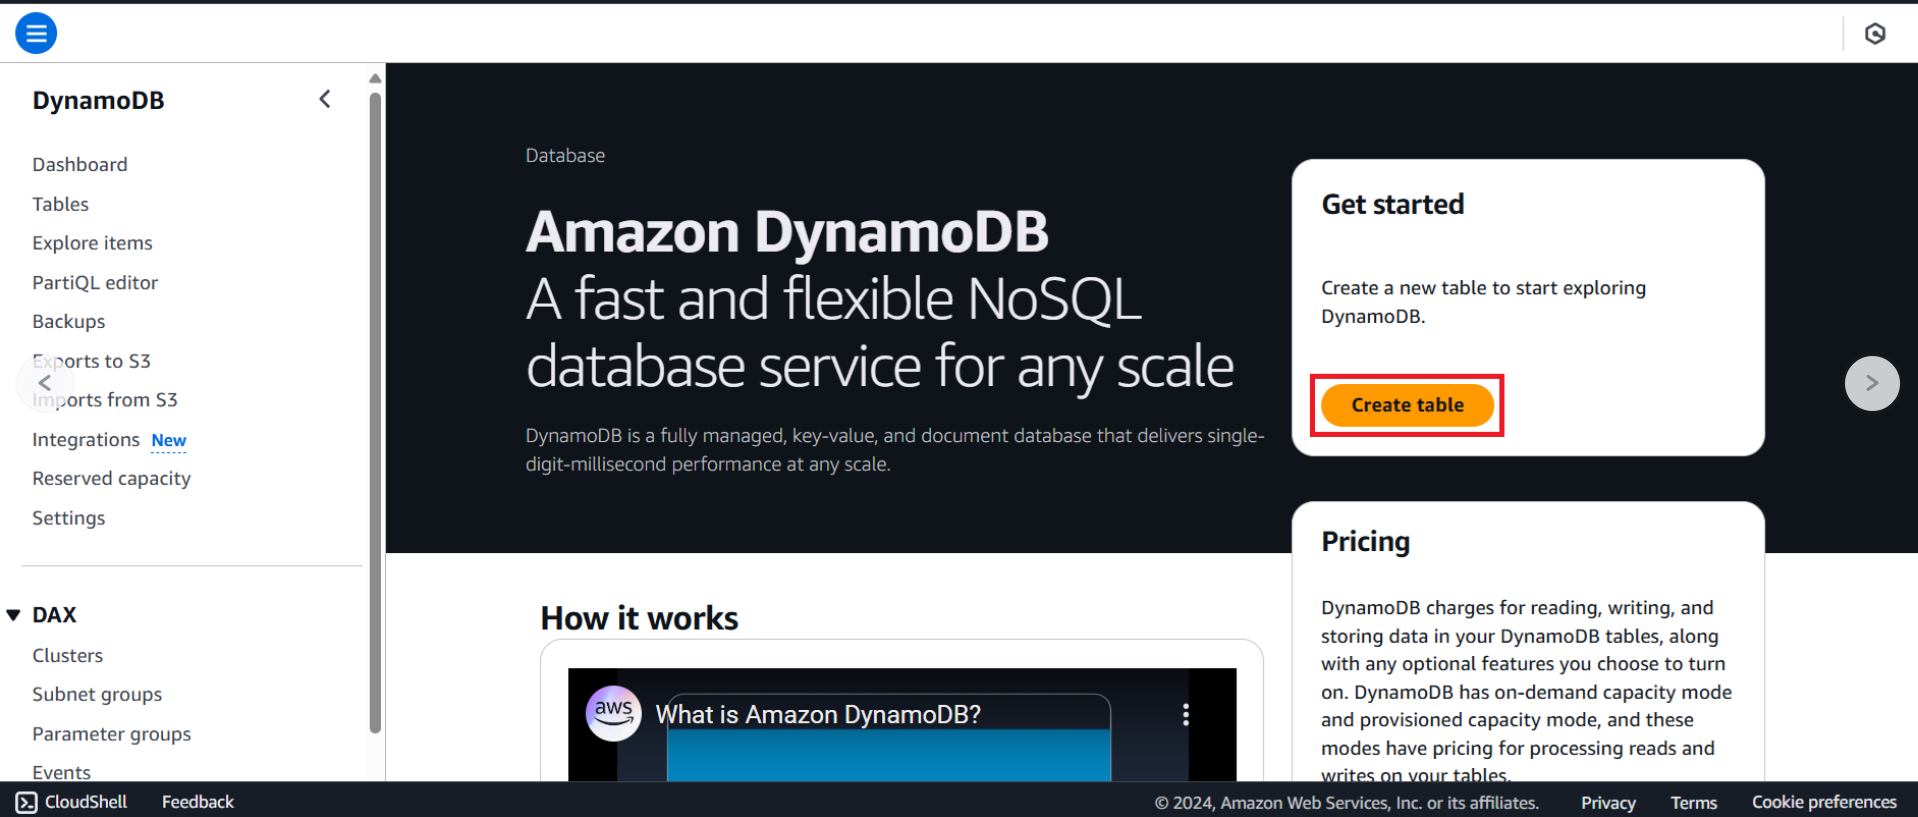 DynamoDB
Dashboard
Tables
Explore items
PartiQL editor
Backups
Exports to S3
Imports from S3
Integrations New
Reserved capacity
Settings
DAX
Clusters
Subnet groups
Parameter groups
Events
Database
Amazon DynamoDB
A fast and flexible NoSQL
database service for any scale
DynamoDB is a fully managed, key-value, and document database that delivers single-
digit-millisecond performance at any scale.
Get started
Create a new table to start exploring
DynamoDB.
Create table
Pricing
DynamoDB charges for reading, writing, and
storing data in your DynamoDB tables, along
with any optional features you choose to turn
on. DynamoDB has on-demand capacity mode
and provisioned capacity mode, and these
modes have pricing for processing reads and
writes on your tables.
How it works
aws
What is Amazon DynamoDB?
CloudShell
Feedback
© 2024, Amazon Web Services, Inc. or its affiliates.
Privacy
Terms
Cookie preferences